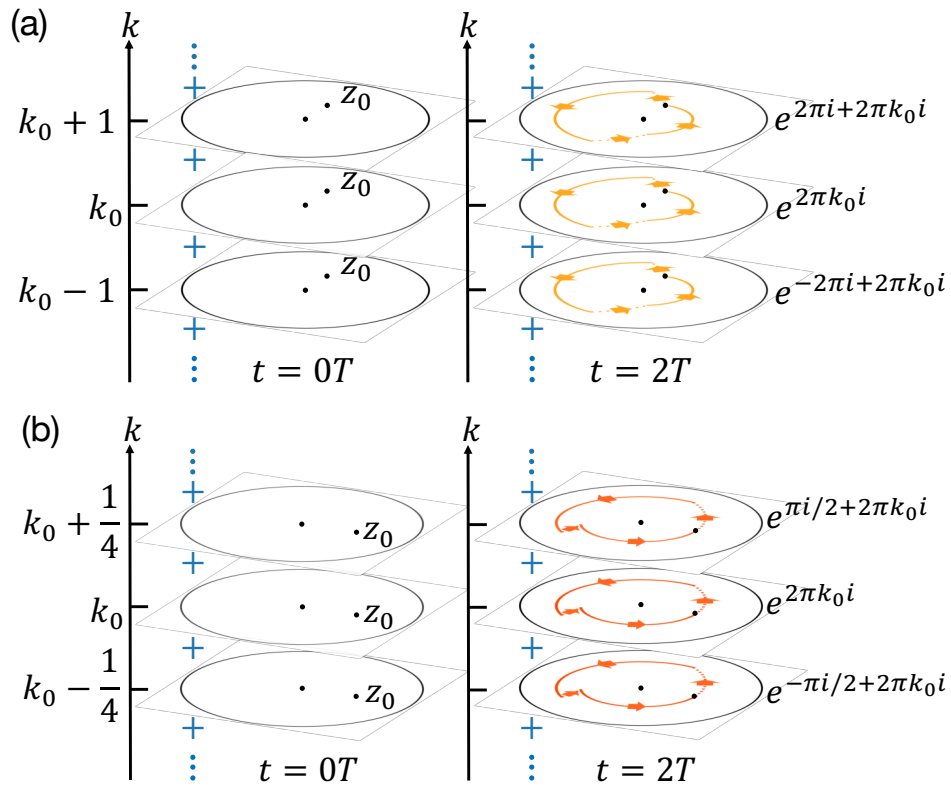 (a)
k k
k₀ + 1 z₀ e^{2πi+2πk₀i}
k₀ z₀ e^{2πk₀i}
k₀ − 1 z₀ e^{−2πi+2πk₀i}
t = 0T t = 2T
(b)
k k
k₀ + 1/4 z₀ e^{πi/2+2πk₀i}
k₀ z₀ e^{2πk₀i}
k₀ − 1/4 z₀ e^{−πi/2+2πk₀i}
t = 0T t = 2T